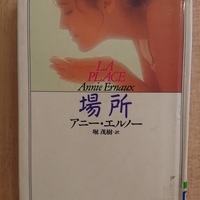 LA
PLACE
Annie Ernaux
場所
アニー・エルノー
堀 茂樹・訳